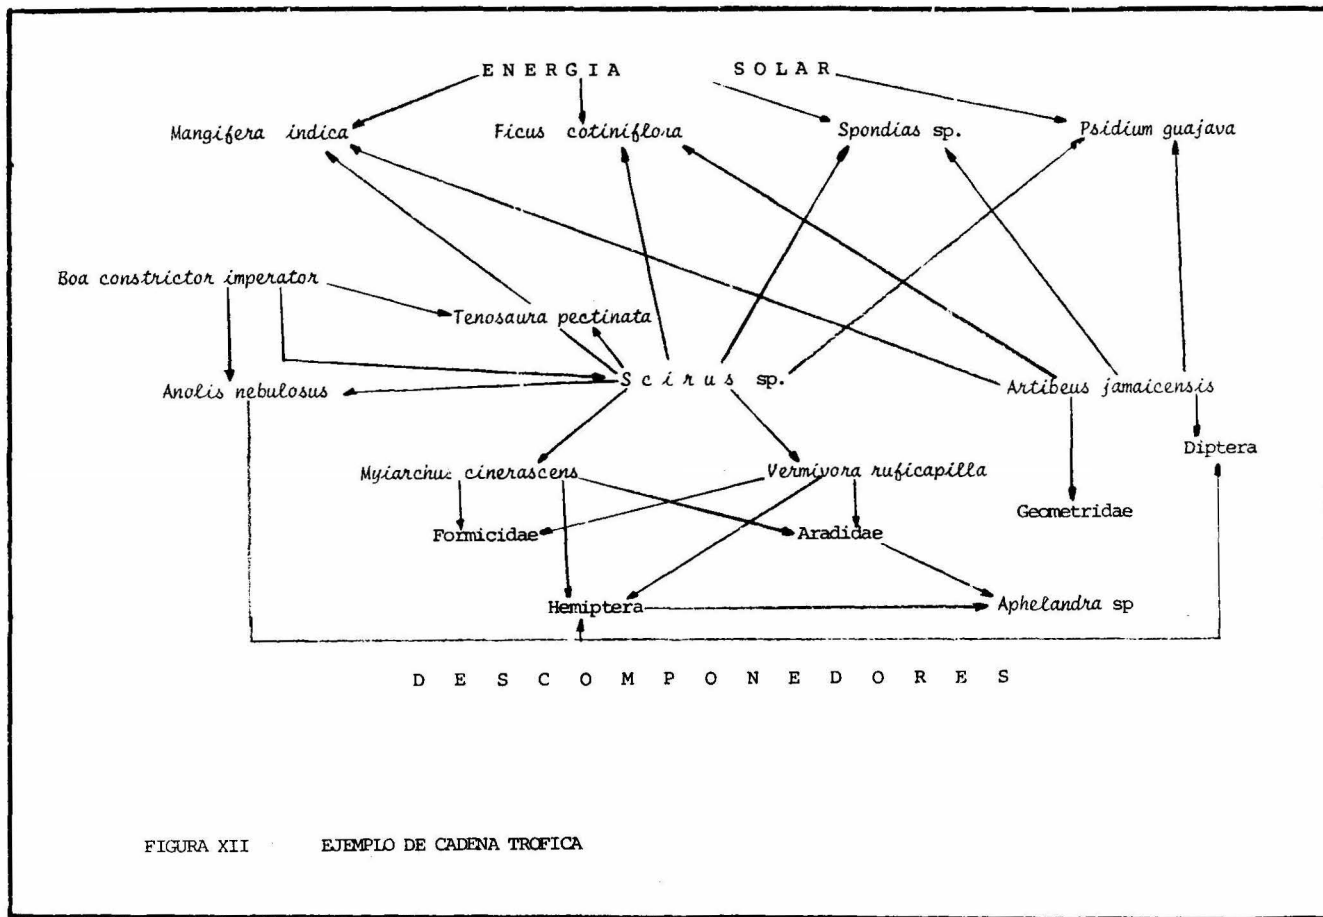 ENERGIA SOLAR
Mangifera indica Ficus cotiniflora Spondias sp. Psidium guajava
Boa constrictor imperator
Tenosaura pectinata
Scirus sp.
Anolis nebulosus Artibeus jamaicensis
Diptera
Myiarchus cinerascens Vermivora ruficapilla
Geometridae
Formicidae Aradidae
Hemiptera Aphelandra sp
DESCOMPONEDORES
FIGURA XII EJEMPLO DE CADENA TROFICA